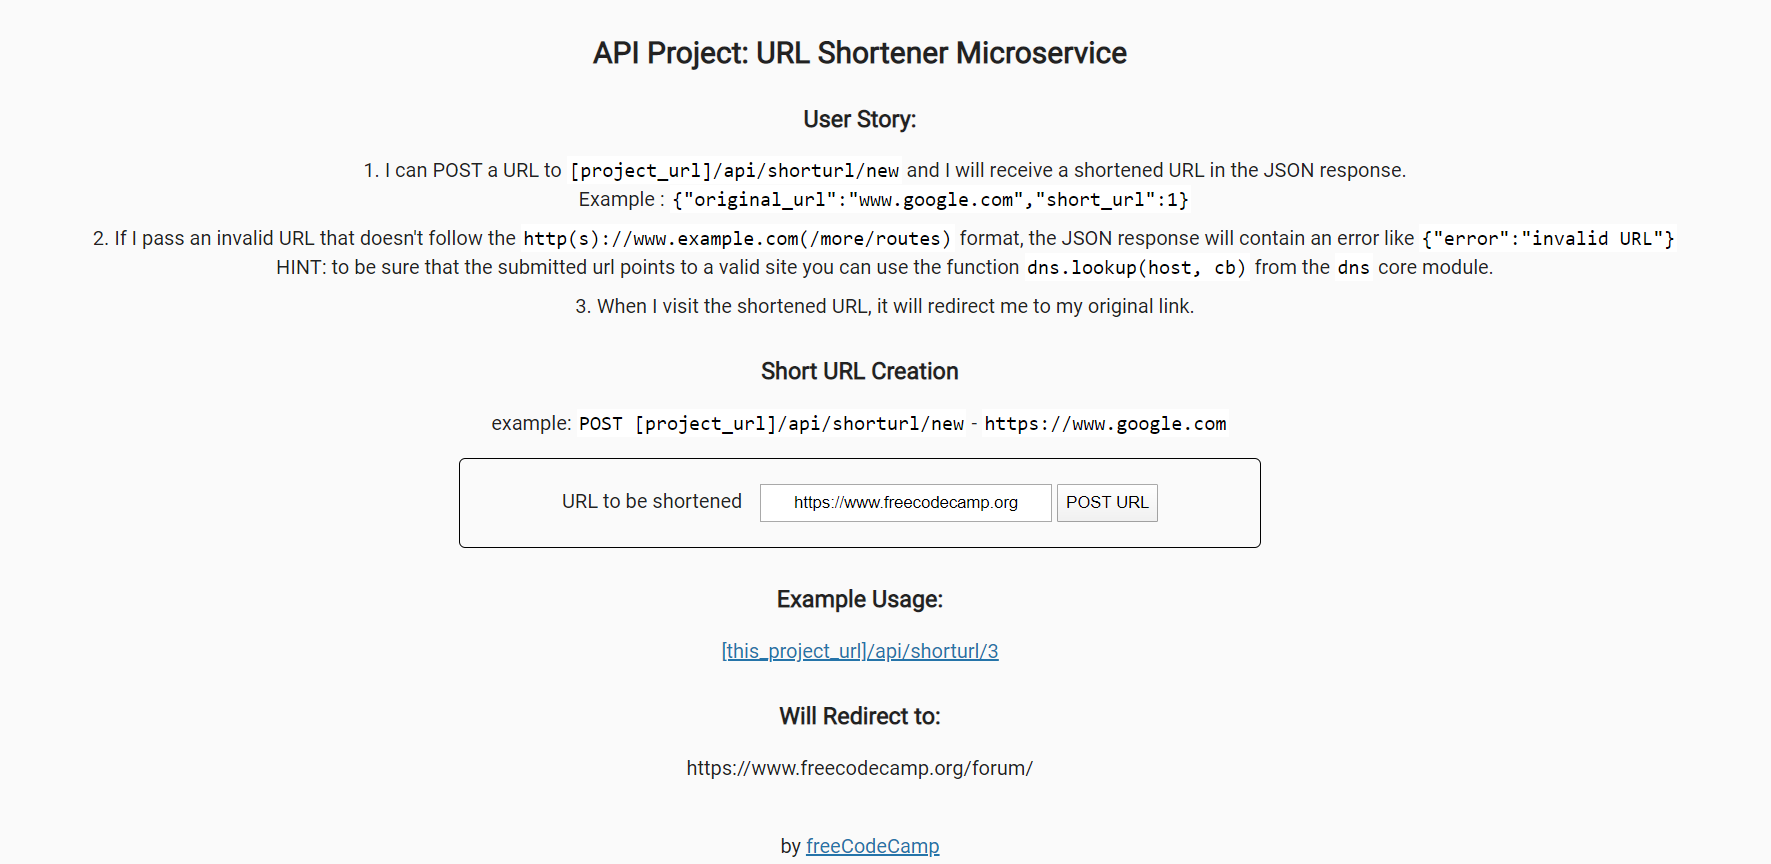 API Project: URL Shortener Microservice
User Story:
1. I can POST a URL to [project_url]/api/shorturl/new and I will receive a shortened URL in the JSON response.
Example : {"original_url":"www.google.com","short_url":1}
2. If I pass an invalid URL that doesn't follow the http(s)://www.example.com(/more/routes) format, the JSON response will contain an error like {"error":"invalid URL"}
HINT: to be sure that the submitted url points to a valid site you can use the function dns.lookup(host, cb) from the dns core module.
3. When I visit the shortened URL, it will redirect me to my original link.
Short URL Creation
example: POST [project_url]/api/shorturl/new - https://www.google.com
URL to be shortened https://www.freecodecamp.org POST URL
Example Usage:
[this_project_url]/api/shorturl/3
Will Redirect to:
https://www.freecodecamp.org/forum/
by freeCodeCamp